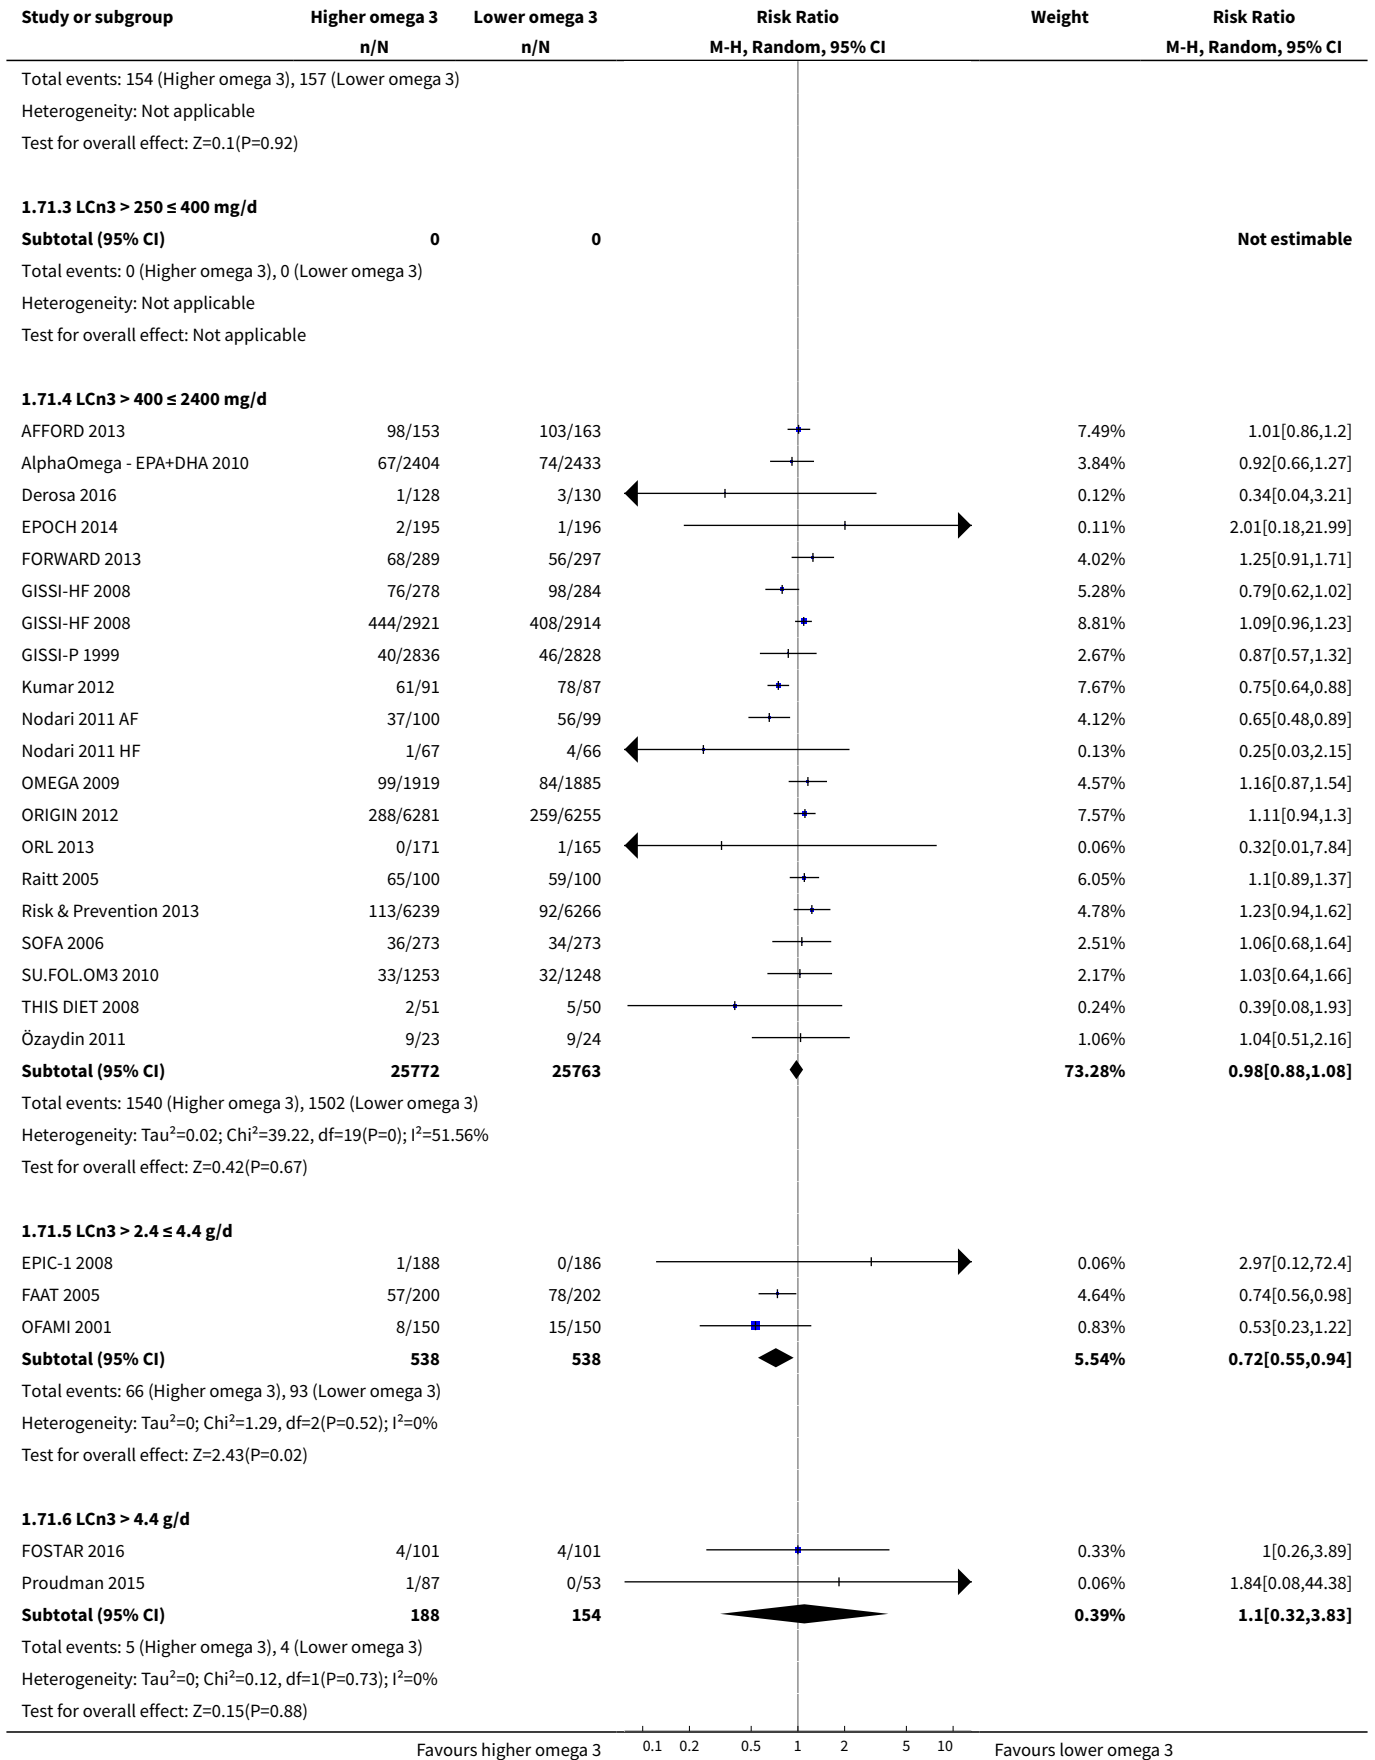 Study or subgroup Higher omega 3 Lower omega 3 Risk Ratio Weight Risk Ratio
n/N n/N M-H, Random, 95% CI M-H, Random, 95% CI
Total events: 154 (Higher omega 3), 157 (Lower omega 3)
Heterogeneity: Not applicable
Test for overall effect: Z=0.1(P=0.92)
1.71.3 LCn3 > 250 ≤ 400 mg/d
Subtotal (95% CI) 0 0 Not estimable
Total events: 0 (Higher omega 3), 0 (Lower omega 3)
Heterogeneity: Not applicable
Test for overall effect: Not applicable
1.71.4 LCn3 > 400 ≤ 2400 mg/d
AFFORD 2013 98/153 103/163 7.49% 1.01[0.86,1.2]
AlphaOmega - EPA+DHA 2010 67/2404 74/2433 3.84% 0.92[0.66,1.27]
Derosa 2016 1/128 3/130 0.12% 0.34[0.04,3.21]
EPOCH 2014 2/195 1/196 0.11% 2.01[0.18,21.99]
FORWARD 2013 68/289 56/297 4.02% 1.25[0.91,1.71]
GISSI-HF 2008 76/278 98/284 5.28% 0.79[0.62,1.02]
GISSI-HF 2008 444/2921 408/2914 8.81% 1.09[0.96,1.23]
GISSI-P 1999 40/2836 46/2828 2.67% 0.87[0.57,1.32]
Kumar 2012 61/91 78/87 7.67% 0.75[0.64,0.88]
Nodari 2011 AF 37/100 56/99 4.12% 0.65[0.48,0.89]
Nodari 2011 HF 1/67 4/66 0.13% 0.25[0.03,2.15]
OMEGA 2009 99/1919 84/1885 4.57% 1.16[0.87,1.54]
ORIGIN 2012 288/6281 259/6255 7.57% 1.11[0.94,1.3]
ORL 2013 0/171 1/165 0.06% 0.32[0.01,7.84]
Raitt 2005 65/100 59/100 6.05% 1.1[0.89,1.37]
Risk & Prevention 2013 113/6239 92/6266 4.78% 1.23[0.94,1.62]
SOFA 2006 36/273 34/273 2.51% 1.06[0.68,1.64]
SU.FOL.OM3 2010 33/1253 32/1248 2.17% 1.03[0.64,1.66]
THIS DIET 2008 2/51 5/50 0.24% 0.39[0.08,1.93]
Özaydin 2011 9/23 9/24 1.06% 1.04[0.51,2.16]
Subtotal (95% CI) 25772 25763 73.28% 0.98[0.88,1.08]
Total events: 1540 (Higher omega 3), 1502 (Lower omega 3)
Heterogeneity: Tau²=0.02; Chi²=39.22, df=19(P=0); I²=51.56%
Test for overall effect: Z=0.42(P=0.67)
1.71.5 LCn3 > 2.4 ≤ 4.4 g/d
EPIC-1 2008 1/188 0/186 0.06% 2.97[0.12,72.4]
FAAT 2005 57/200 78/202 4.64% 0.74[0.56,0.98]
OFAMI 2001 8/150 15/150 0.83% 0.53[0.23,1.22]
Subtotal (95% CI) 538 538 5.54% 0.72[0.55,0.94]
Total events: 66 (Higher omega 3), 93 (Lower omega 3)
Heterogeneity: Tau²=0; Chi²=1.29, df=2(P=0.52); I²=0%
Test for overall effect: Z=2.43(P=0.02)
1.71.6 LCn3 > 4.4 g/d
FOSTAR 2016 4/101 4/101 0.33% 1[0.26,3.89]
Proudman 2015 1/87 0/53 0.06% 1.84[0.08,44.38]
Subtotal (95% CI) 188 154 0.39% 1.1[0.32,3.83]
Total events: 5 (Higher omega 3), 4 (Lower omega 3)
Heterogeneity: Tau²=0; Chi²=0.12, df=1(P=0.73); I²=0%
Test for overall effect: Z=0.15(P=0.88)
Favours higher omega 3 0.1 0.2 0.5 1 2 5 10 Favours lower omega 3